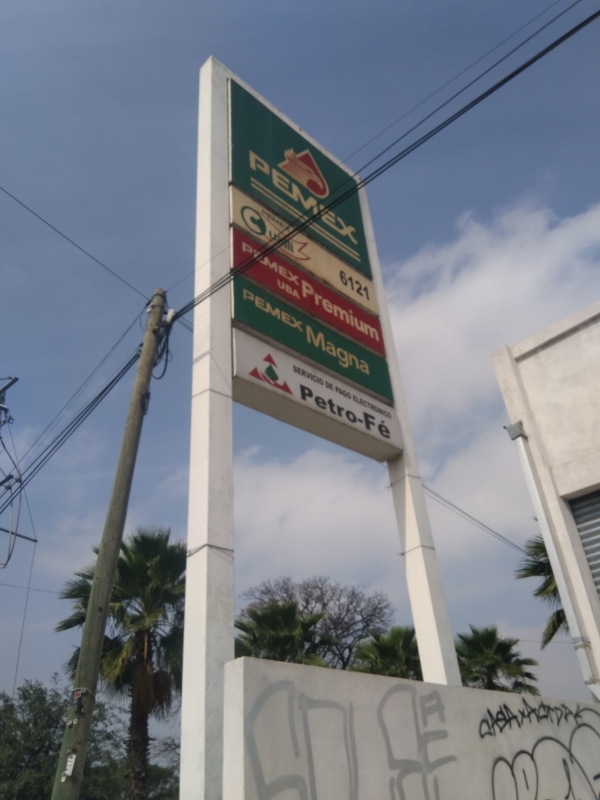 PEMEX
6121
PEMEX Premium
UBA
PEMEX Magna
SERVICIO DE PAGO ELECTRONICO
Petro-Fé